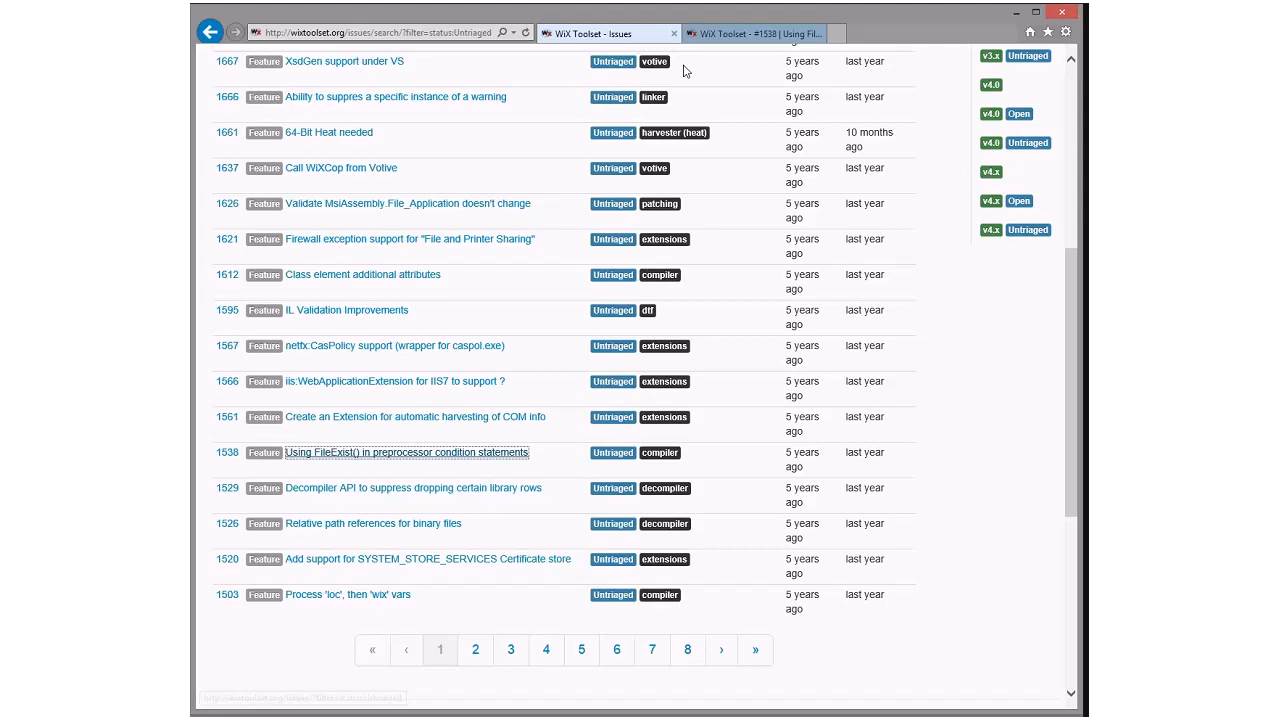 http://wixtoolset.org/issues/search/?filter=status:Untriaged
WiX Toolset - Issues
WiX Toolset - #1538 | Using Fil...
1667 Feature XsdGen support under VS Untriaged votive 5 years ago last year
1666 Feature Ability to suppres a specific instance of a warning Untriaged linker 5 years ago last year
1661 Feature 64-Bit Heat needed Untriaged harvester (heat) 5 years ago 10 months ago
1637 Feature Call WiXCop from Votive Untriaged votive 5 years ago last year
1626 Feature Validate MsiAssembly.File_Application doesn't change Untriaged patching 5 years ago last year
1621 Feature Firewall exception support for "File and Printer Sharing" Untriaged extensions 5 years ago last year
1612 Feature Class element additional attributes Untriaged compiler 5 years ago last year
1595 Feature IL Validation Improvements Untriaged dtf 5 years ago last year
1567 Feature netfx:CasPolicy support (wrapper for caspol.exe) Untriaged extensions 5 years ago last year
1566 Feature iis:WebApplicationExtension for IIS7 to support ? Untriaged extensions 5 years ago last year
1561 Feature Create an Extension for automatic harvesting of COM info Untriaged extensions 5 years ago last year
1538 Feature Using FileExist() in preprocessor condition statements Untriaged compiler 5 years ago last year
1529 Feature Decompiler API to suppress dropping certain library rows Untriaged decompiler 5 years ago last year
1526 Feature Relative path references for binary files Untriaged decompiler 5 years ago last year
1520 Feature Add support for SYSTEM_STORE_SERVICES Certificate store Untriaged extensions 5 years ago last year
1503 Feature Process 'loc', then 'wix' vars Untriaged compiler 5 years ago last year
« ‹ 1 2 3 4 5 6 7 8 › »
v3.x Untriaged
v4.0
v4.0 Open
v4.0 Untriaged
v4.x
v4.x Open
v4.x Untriaged